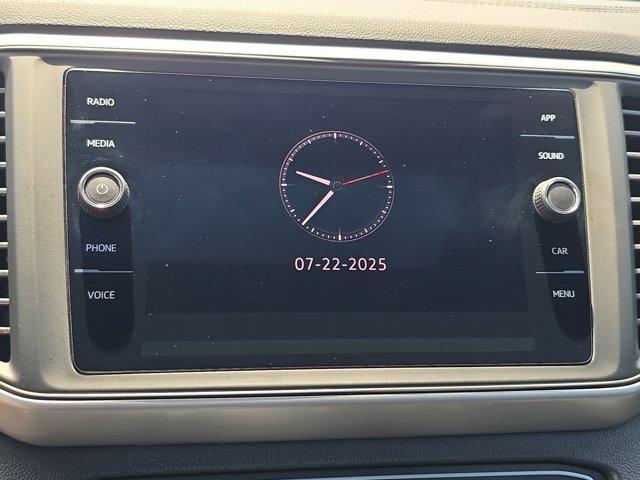 RADIO
MEDIA
PHONE
VOICE
07-22-2025
APP
SOUND
CAR
MENU